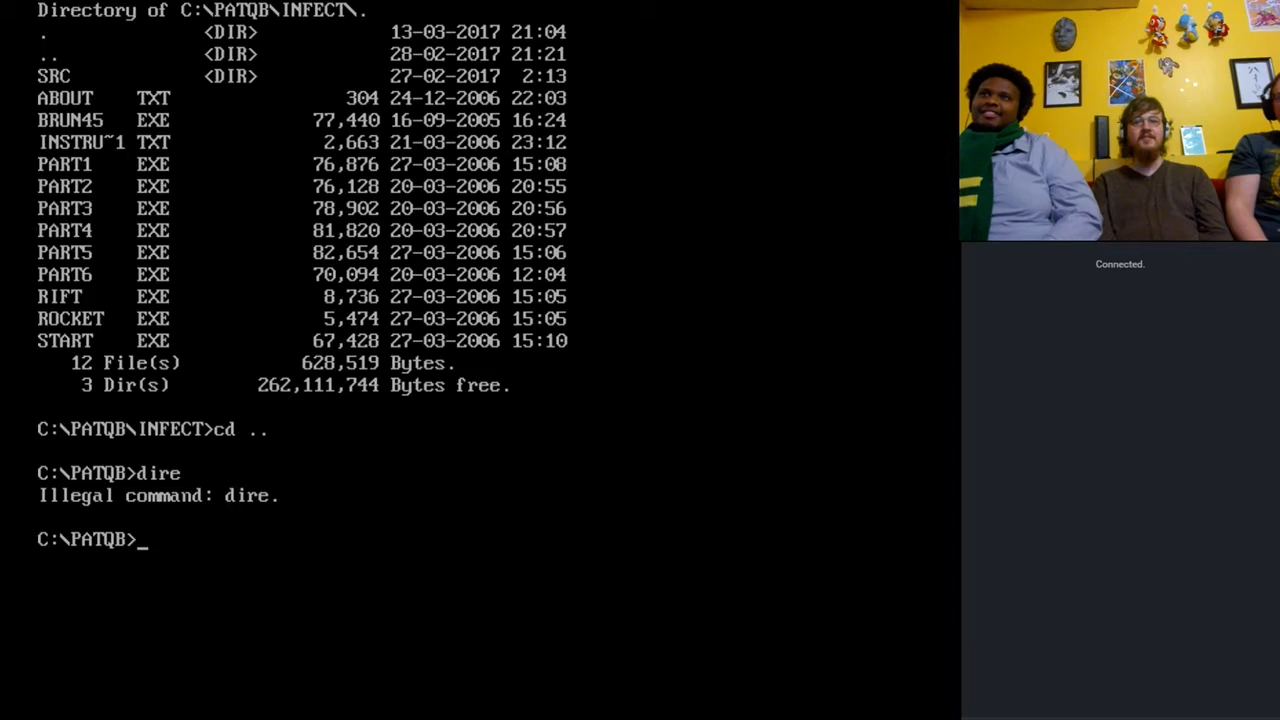 Directory of C:\PATQB\INFECT\.
. <DIR> 13-03-2017 21:04
.. <DIR> 28-02-2017 21:21
SRC <DIR> 27-02-2017 2:13
ABOUT TXT 304 24-12-2006 22:03
BRUN45 EXE 77,440 16-09-2005 16:24
INSTRU~1 TXT 2,663 21-03-2006 23:12
PART1 EXE 76,876 27-03-2006 15:08
PART2 EXE 76,128 20-03-2006 20:55
PART3 EXE 78,902 20-03-2006 20:56
PART4 EXE 81,820 20-03-2006 20:57
PART5 EXE 82,654 27-03-2006 15:06
PART6 EXE 70,094 20-03-2006 12:04
RIFT EXE 8,736 27-03-2006 15:05
ROCKET EXE 5,474 27-03-2006 15:05
START EXE 67,428 27-03-2006 15:10
12 File(s) 628,519 Bytes.
3 Dir(s) 262,111,744 Bytes free.
C:\PATQB\INFECT>cd ..
C:\PATQB>dire
Illegal command: dire.
C:\PATQB>_
Connected.